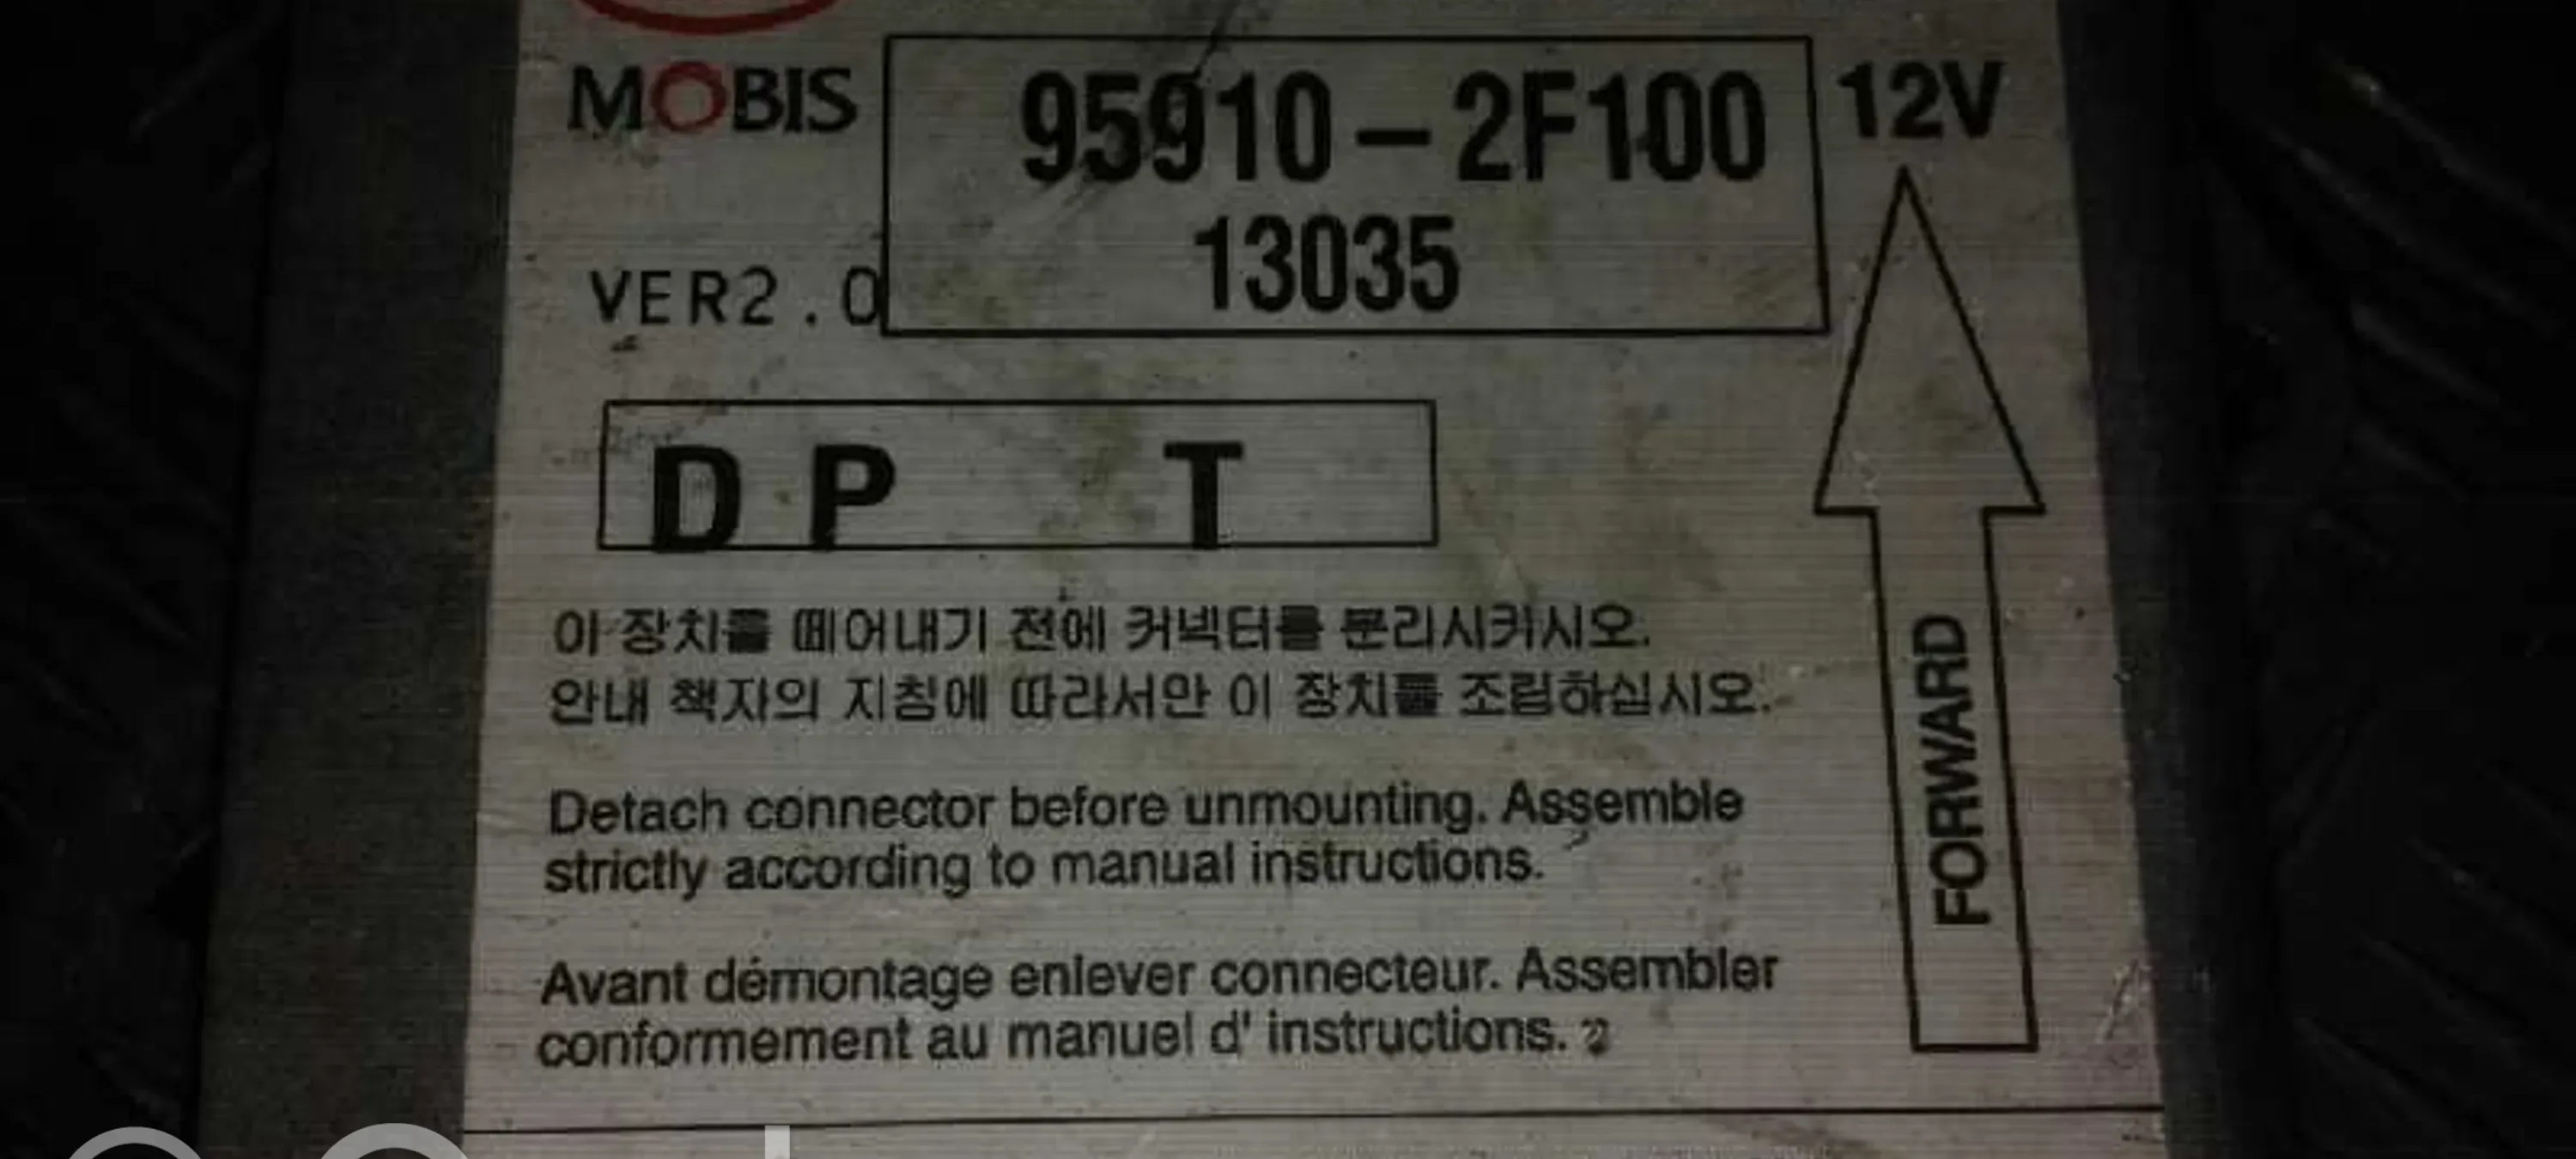 MOBIS
95910-2F100
12V
13035
VER2.0
D P T
이 장치를 떼어내기 전에 커넥터를 분리시키시오.
안내 책자의 지침에 따라서만 이 장치를 조립하십시오.
Detach connector before unmounting. Assemble
strictly according to manual instructions.
Avant démontage enlever connecteur. Assembler
conformement au manuel d' instructions.
FORWARD